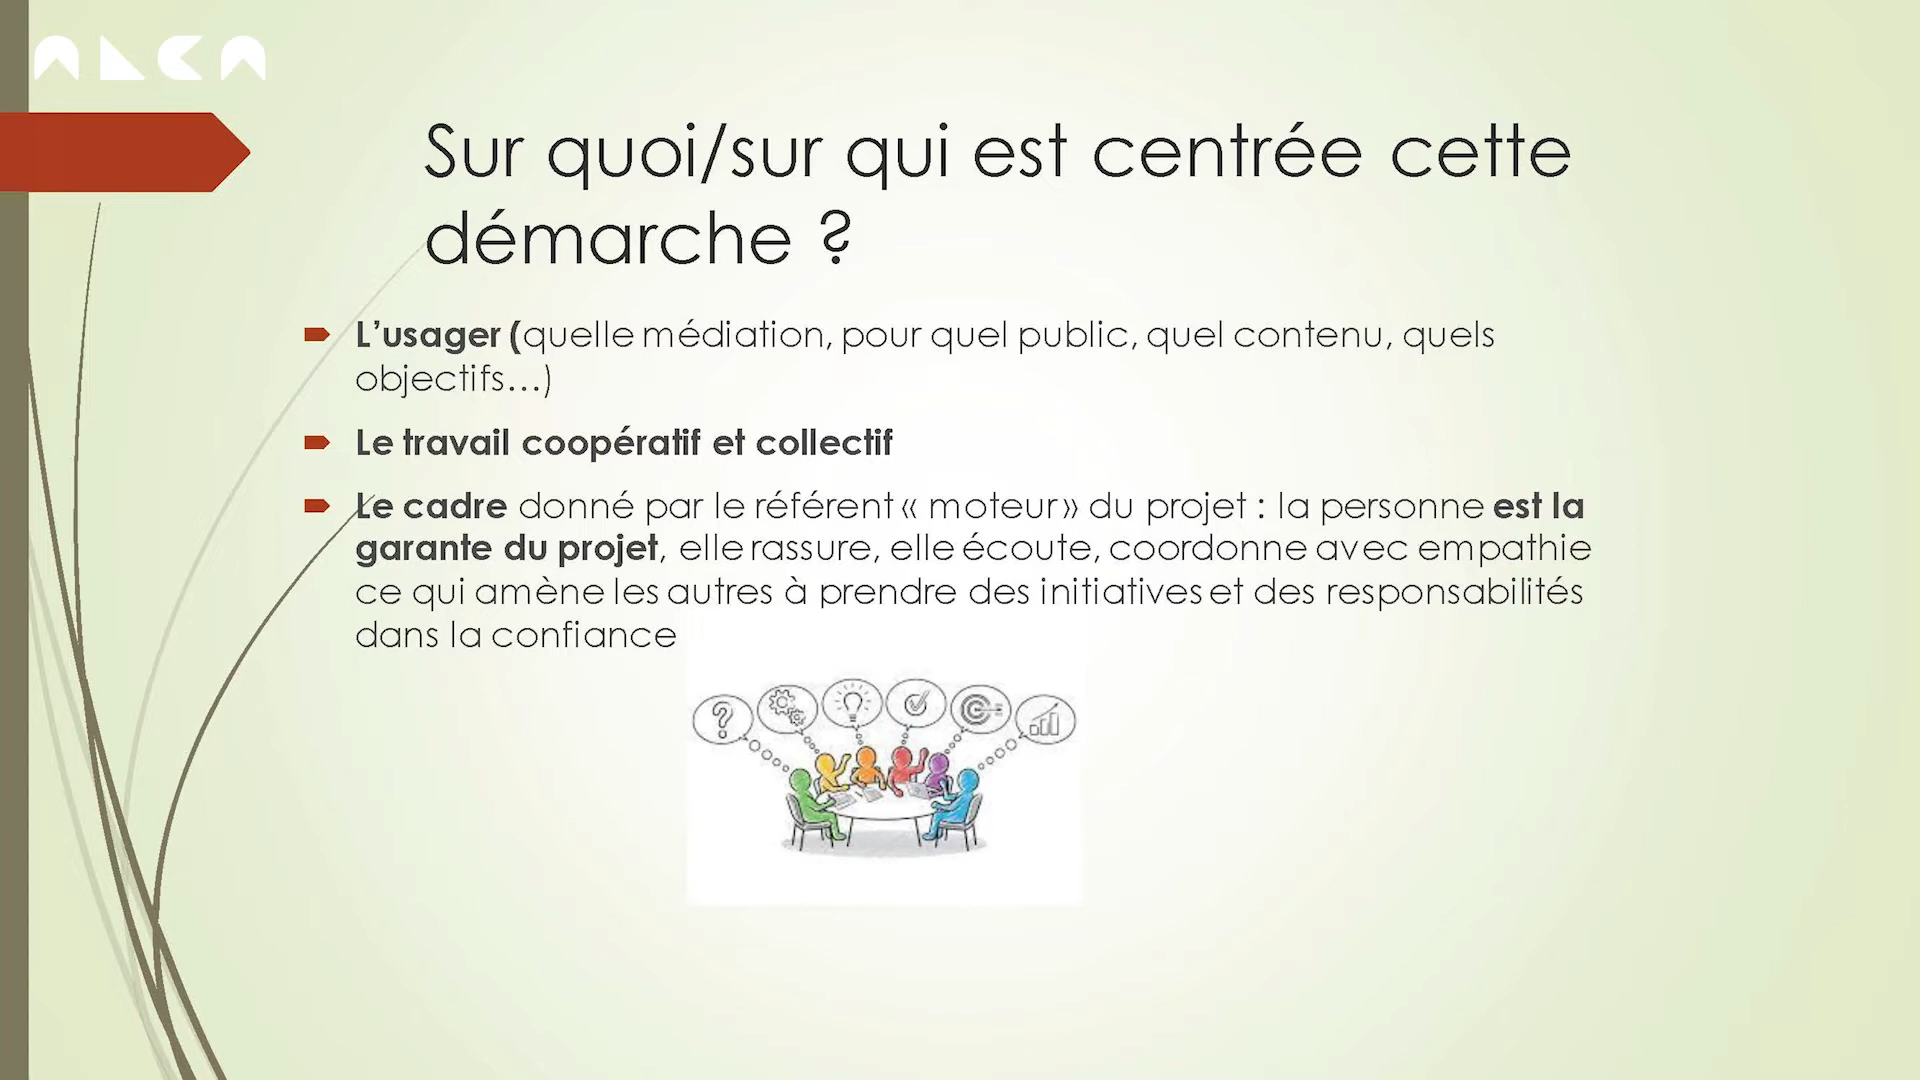 ALCA
Sur quoi/sur qui est centrée cette
démarche ?
L’usager (quelle médiation, pour quel public, quel contenu, quels
objectifs…)
Le travail coopératif et collectif
Le cadre donné par le référent « moteur » du projet : la personne est la
garante du projet, elle rassure, elle écoute, coordonne avec empathie
ce qui amène les autres à prendre des initiatives et des responsabilités
dans la confiance
?